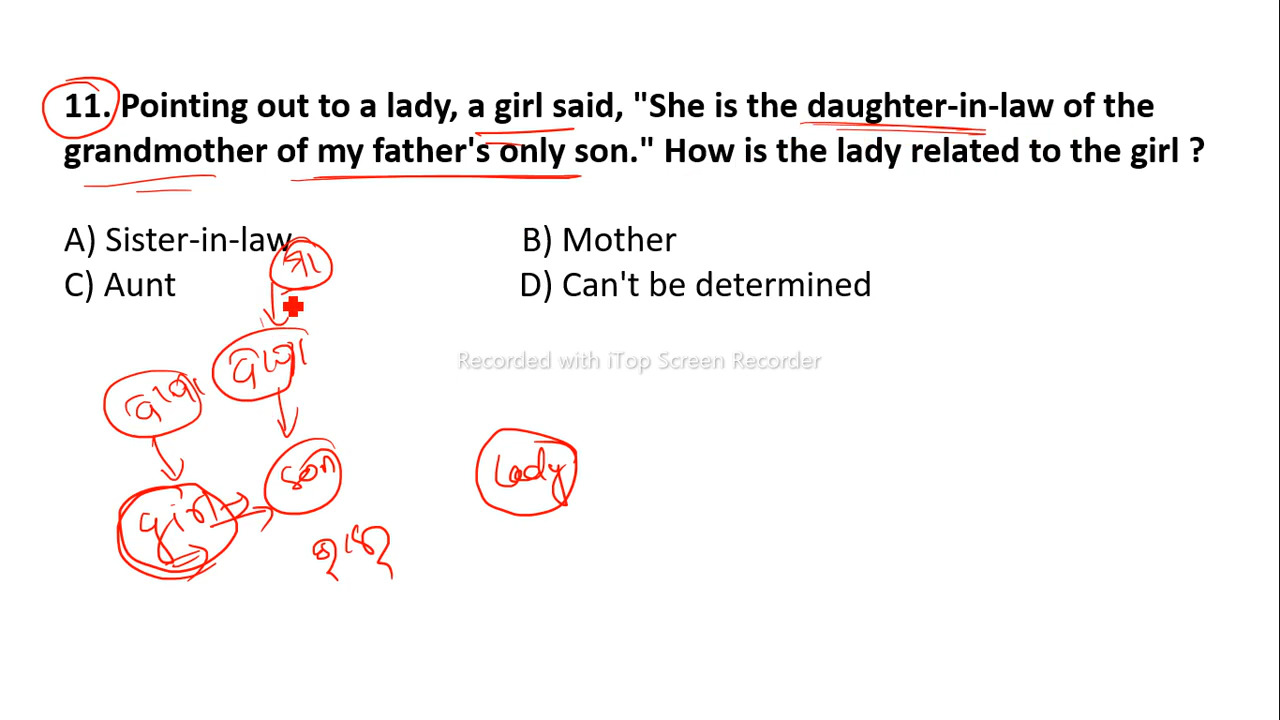 11. Pointing out to a lady, a girl said, "She is the daughter-in-law of the
grandmother of my father's only son." How is the lady related to the girl ?
A) Sister-in-law B) Mother
C) Aunt D) Can't be determined
Recorded with iTop Screen Recorder
Lady
son
girl